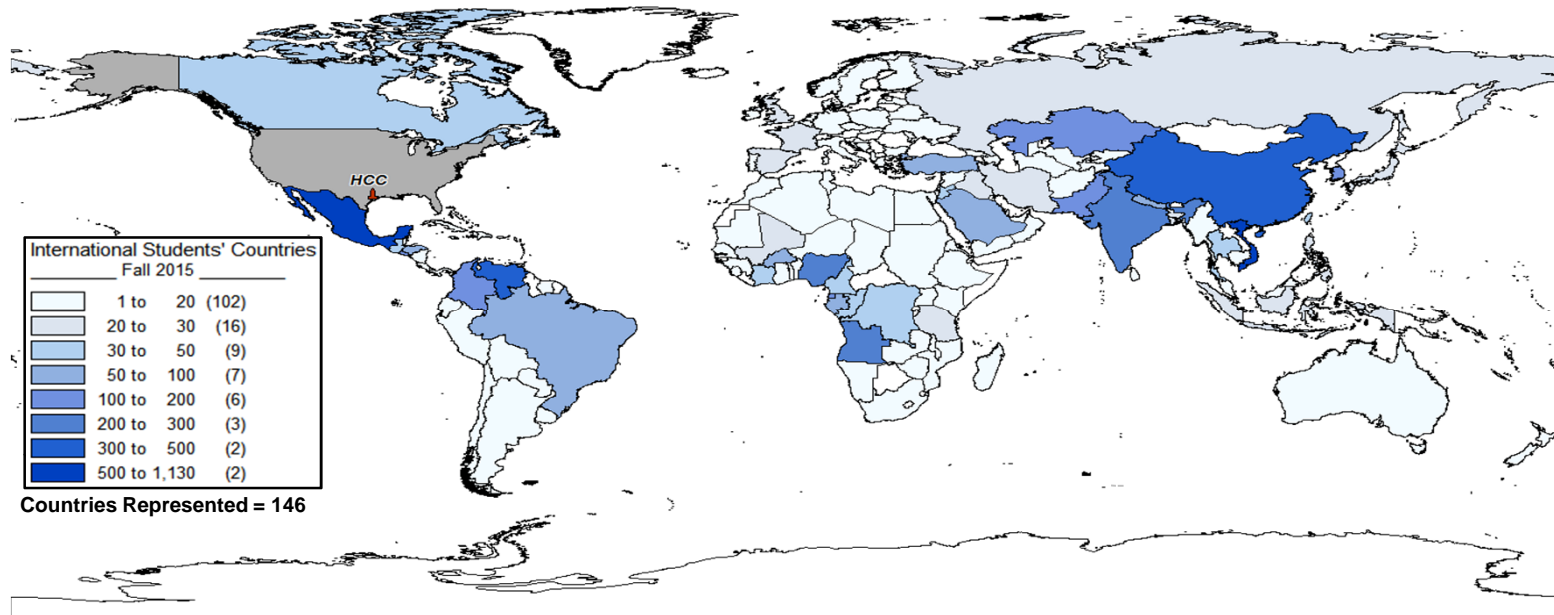 HCC
International Students' Countries
Fall 2015
1 to 20 (102)
20 to 30 (16)
30 to 50 (9)
50 to 100 (7)
100 to 200 (6)
200 to 300 (3)
300 to 500 (2)
500 to 1,130 (2)
Countries Represented = 146